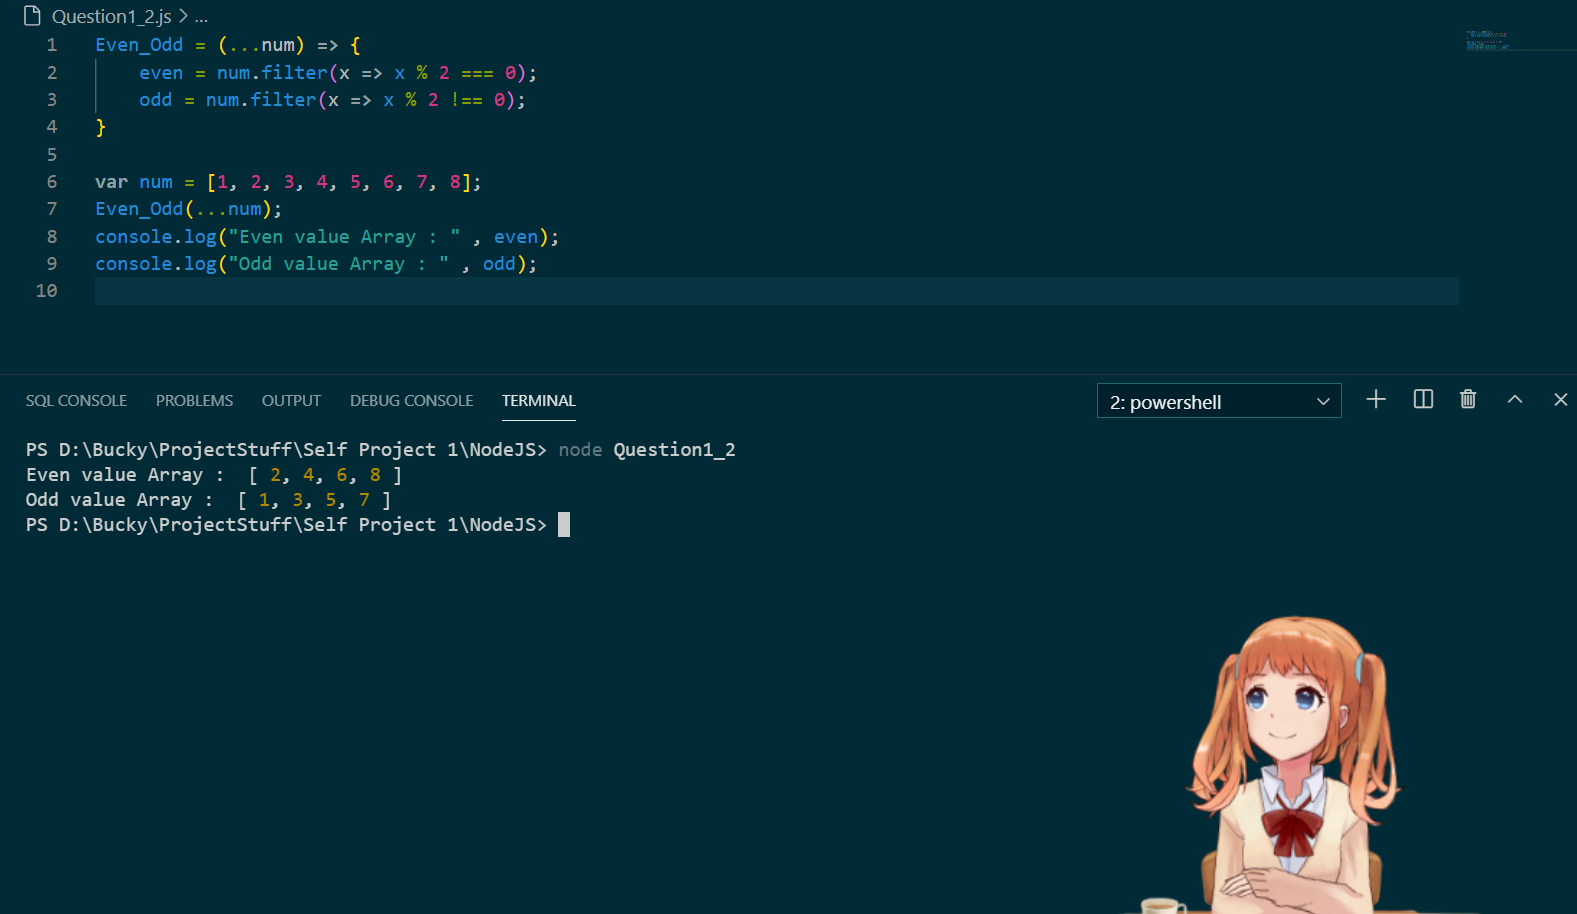 Question1_2.js > ...
1 Even_Odd = (...num) => {
2     even = num.filter(x => x % 2 === 0);
3     odd = num.filter(x => x % 2 !== 0);
4 }
5
6 var num = [1, 2, 3, 4, 5, 6, 7, 8];
7 Even_Odd(...num);
8 console.log("Even value Array : " , even);
9 console.log("Odd value Array : " , odd);
10
SQL CONSOLE PROBLEMS OUTPUT DEBUG CONSOLE TERMINAL 2: powershell
PS D:\Bucky\ProjectStuff\Self Project 1\NodeJS> node Question1_2
Even value Array :  [ 2, 4, 6, 8 ]
Odd value Array :  [ 1, 3, 5, 7 ]
PS D:\Bucky\ProjectStuff\Self Project 1\NodeJS>